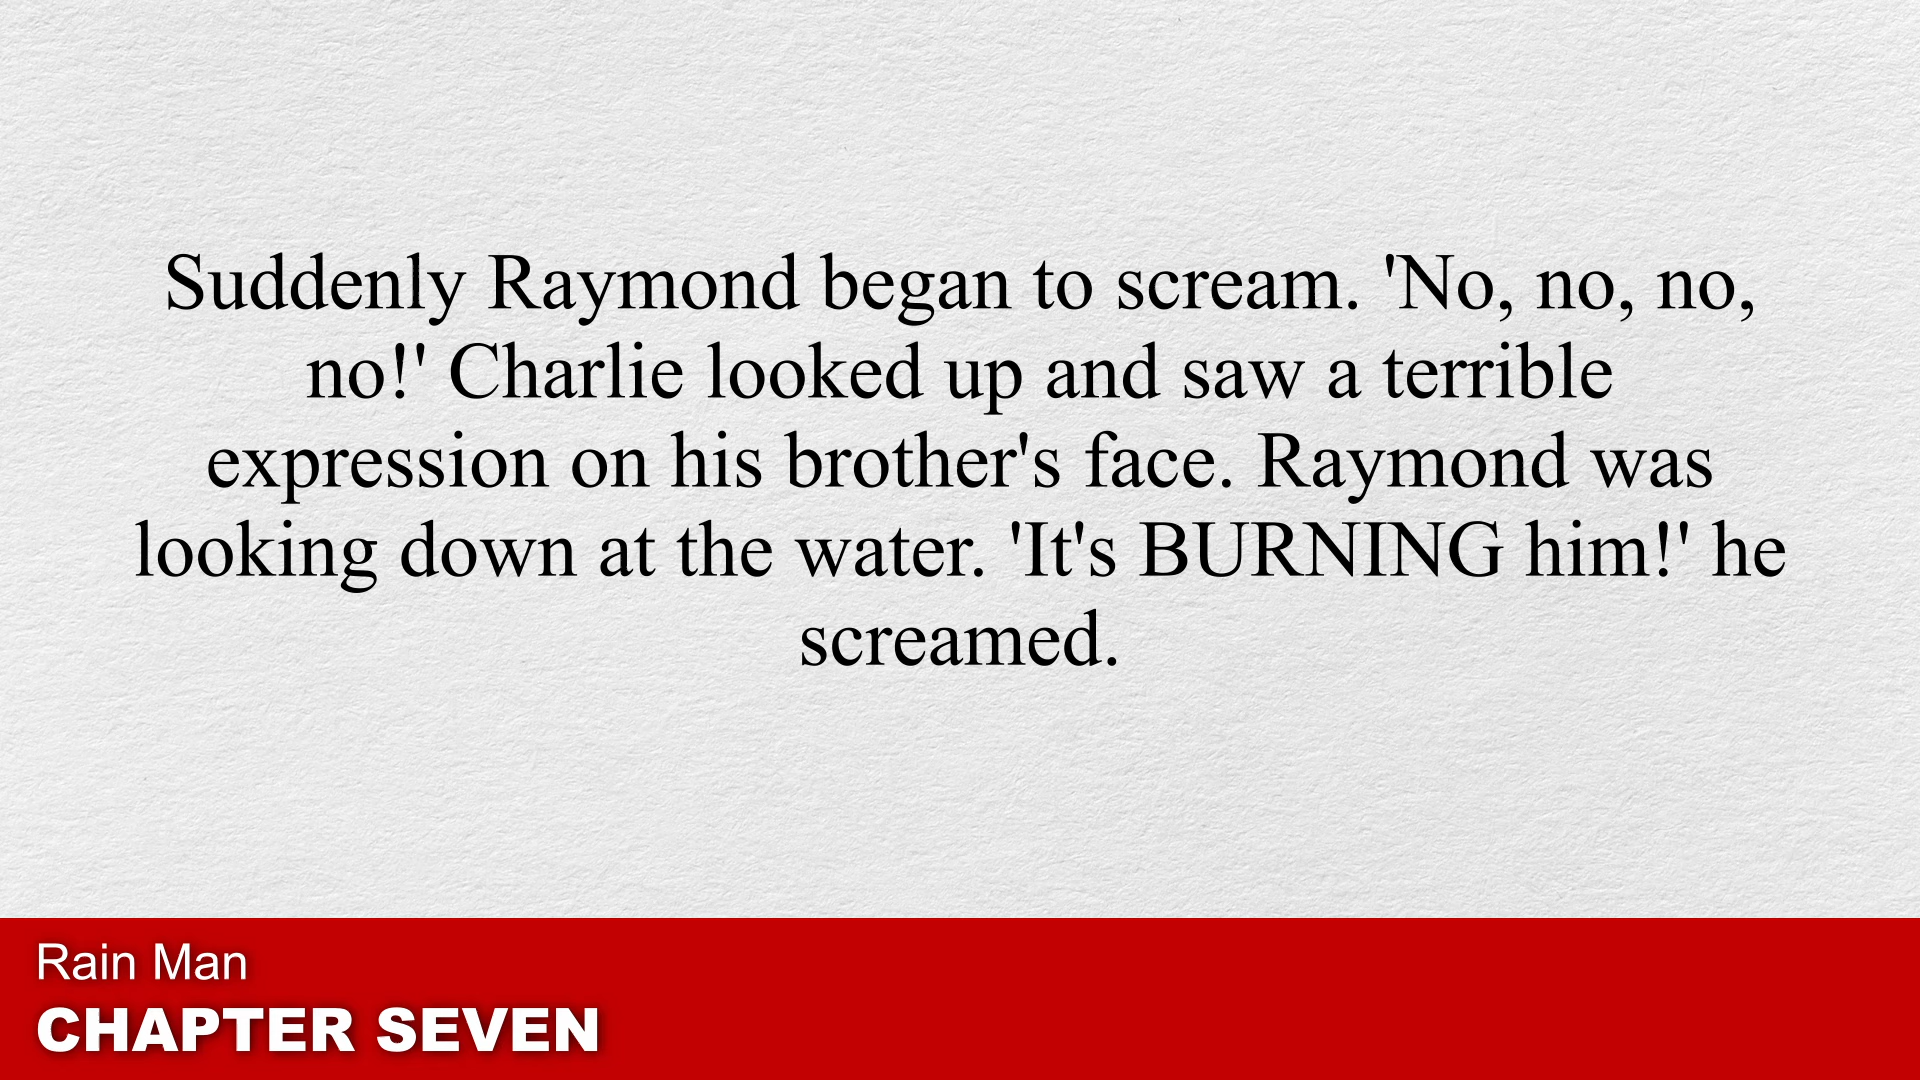 Suddenly Raymond began to scream. 'No, no, no,
no!' Charlie looked up and saw a terrible
expression on his brother's face. Raymond was
looking down at the water. 'It's BURNING him!' he
screamed.
Rain Man
CHAPTER SEVEN